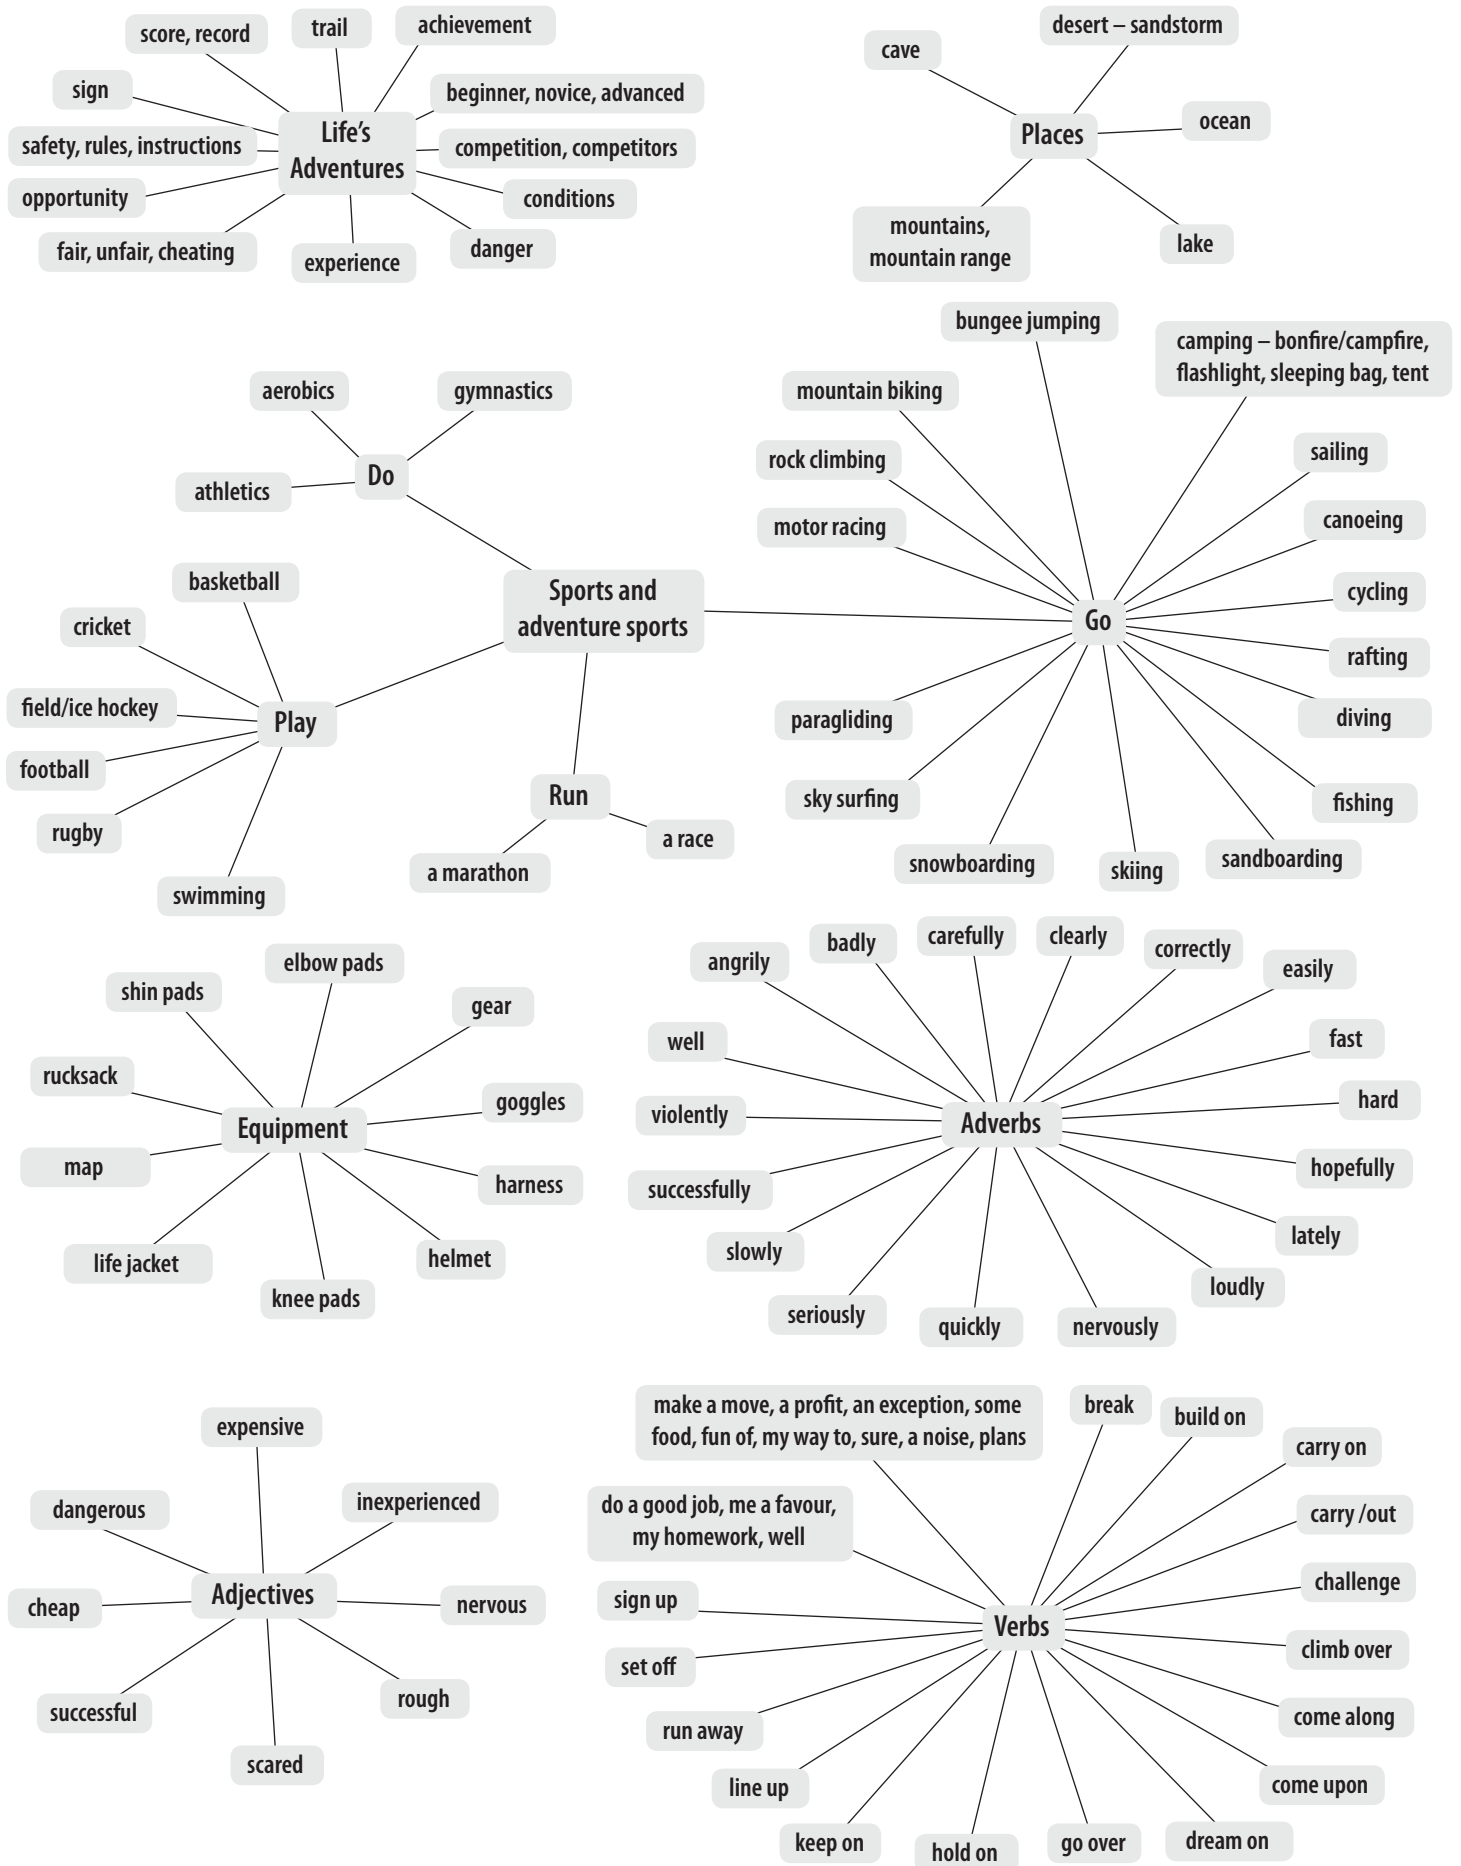 score, record
trail
achievement
sign
beginner, novice, advanced
safety, rules, instructions
Life's
Adventures
competition, competitors
opportunity
conditions
fair, unfair, cheating
experience
danger
cave
desert – sandstorm
Places
ocean
mountains,
mountain range
lake
aerobics
gymnastics
Do
athletics
basketball
cricket
Sports and
adventure sports
field/ice hockey
Play
football
rugby
swimming
Run
a race
a marathon
bungee jumping
camping – bonfire/campfire,
flashlight, sleeping bag, tent
mountain biking
rock climbing
sailing
motor racing
canoeing
cycling
Go
rafting
paragliding
diving
sky surfing
fishing
snowboarding
skiing
sandboarding
elbow pads
shin pads
gear
rucksack
goggles
Equipment
map
harness
life jacket
helmet
knee pads
angrily
badly
carefully
clearly
correctly
easily
well
fast
violently
hard
Adverbs
successfully
hopefully
slowly
lately
seriously
quickly
nervously
loudly
expensive
dangerous
inexperienced
Adjectives
cheap
nervous
successful
rough
scared
make a move, a profit, an exception, some
food, fun of, my way to, sure, a noise, plans
break
build on
carry on
do a good job, me a favour,
my homework, well
carry /out
sign up
challenge
Verbs
set off
climb over
run away
come along
line up
come upon
keep on
hold on
go over
dream on